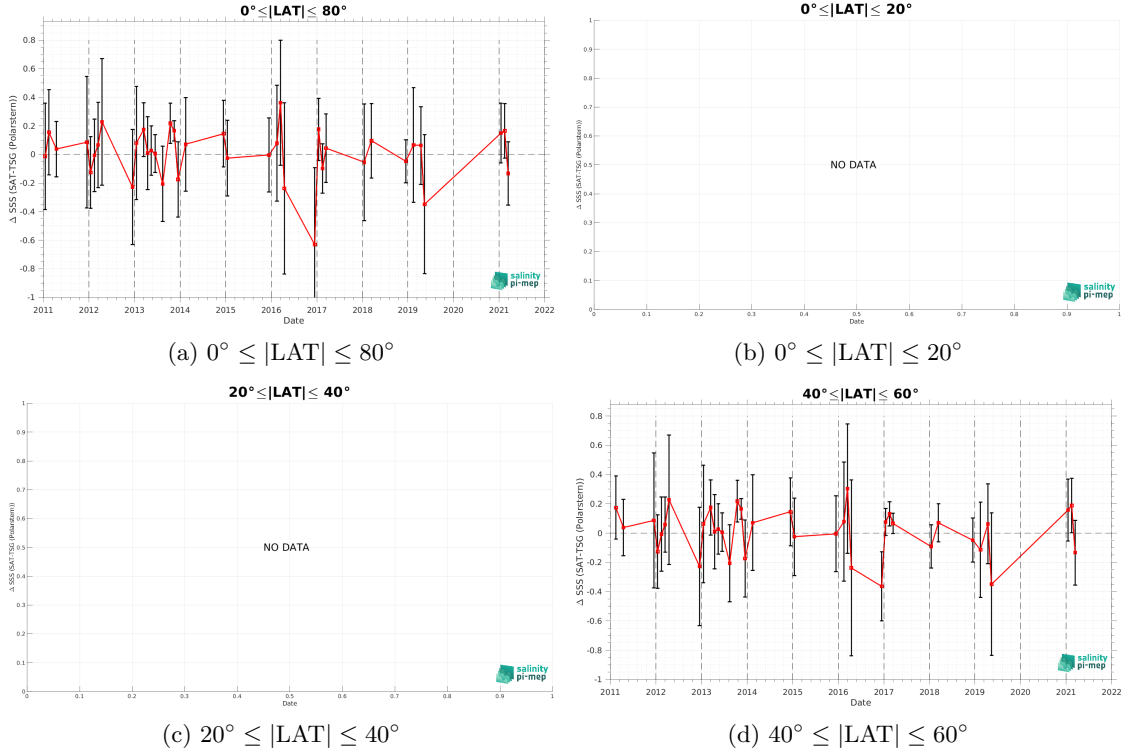 0°≤|LAT|≤ 80°
Δ SSS (SAT-TSG (Polarstern))
0.8
0.6
0.4
0.2
0
-0.2
-0.4
-0.6
-0.8
-1
2011 2012 2013 2014 2015 2016 2017 2018 2019 2020 2021 2022
Date
salinity
pi-mep
(a) 0° ≤ |LAT| ≤ 80°
0°≤|LAT|≤ 20°
Δ SSS (SAT-TSG (Polarstern))
1
0.9
0.8
0.7
0.6
0.5
0.4
0.3
0.2
0.1
0
NO DATA
0 0.1 0.2 0.3 0.4 0.5 0.6 0.7 0.8 0.9 1
Date
salinity
pi-mep
(b) 0° ≤ |LAT| ≤ 20°
20°≤|LAT|≤ 40°
Δ SSS (SAT-TSG (Polarstern))
1
0.9
0.8
0.7
0.6
0.5
0.4
0.3
0.2
0.1
0
NO DATA
0 0.1 0.2 0.3 0.4 0.5 0.6 0.7 0.8 0.9 1
Date
salinity
pi-mep
(c) 20° ≤ |LAT| ≤ 40°
40°≤|LAT|≤ 60°
Δ SSS (SAT-TSG (Polarstern))
0.8
0.6
0.4
0.2
0
-0.2
-0.4
-0.6
-0.8
-1
2011 2012 2013 2014 2015 2016 2017 2018 2019 2020 2021 2022
Date
salinity
pi-mep
(d) 40° ≤ |LAT| ≤ 60°